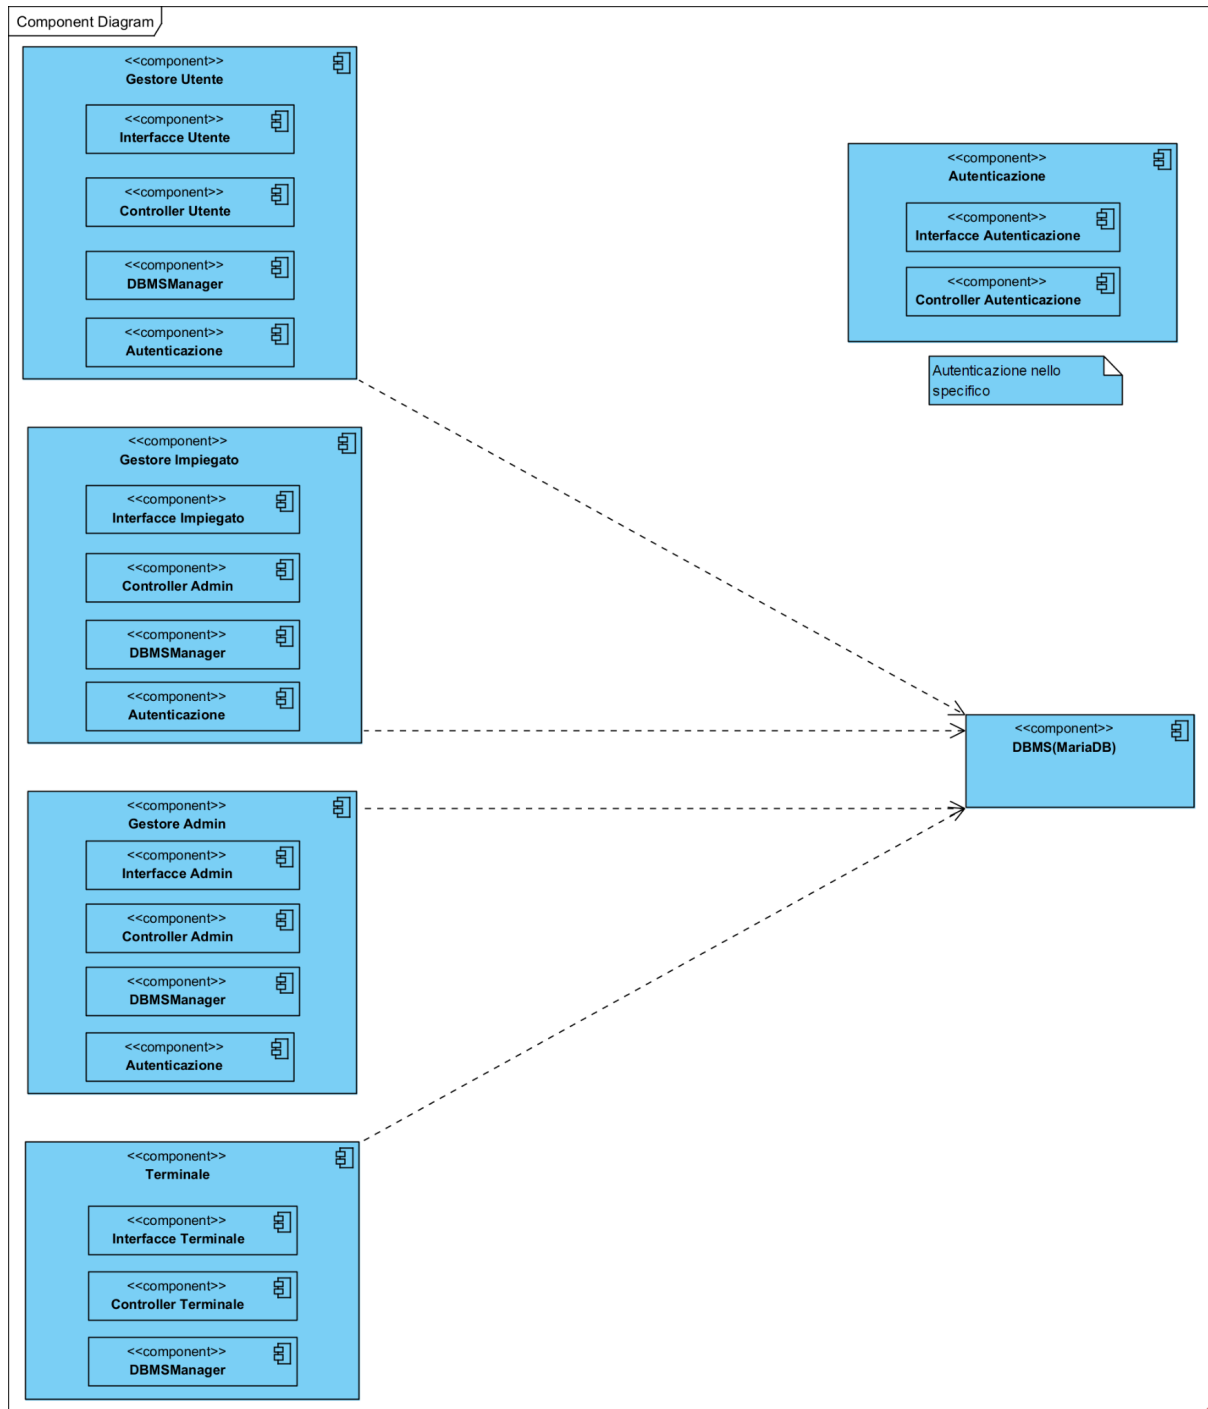 Component Diagram
<<component>>
Gestore Utente
<<component>>
Interfacce Utente
<<component>>
Controller Utente
<<component>>
DBMSManager
<<component>>
Autenticazione
<<component>>
Autenticazione
<<component>>
Interfacce Autenticazione
<<component>>
Controller Autenticazione
Autenticazione nello
specifico
<<component>>
Gestore Impiegato
<<component>>
Interfacce Impiegato
<<component>>
Controller Admin
<<component>>
DBMSManager
<<component>>
Autenticazione
<<component>>
DBMS(MariaDB)
<<component>>
Gestore Admin
<<component>>
Interfacce Admin
<<component>>
Controller Admin
<<component>>
DBMSManager
<<component>>
Autenticazione
<<component>>
Terminale
<<component>>
Interfacce Terminale
<<component>>
Controller Terminale
<<component>>
DBMSManager